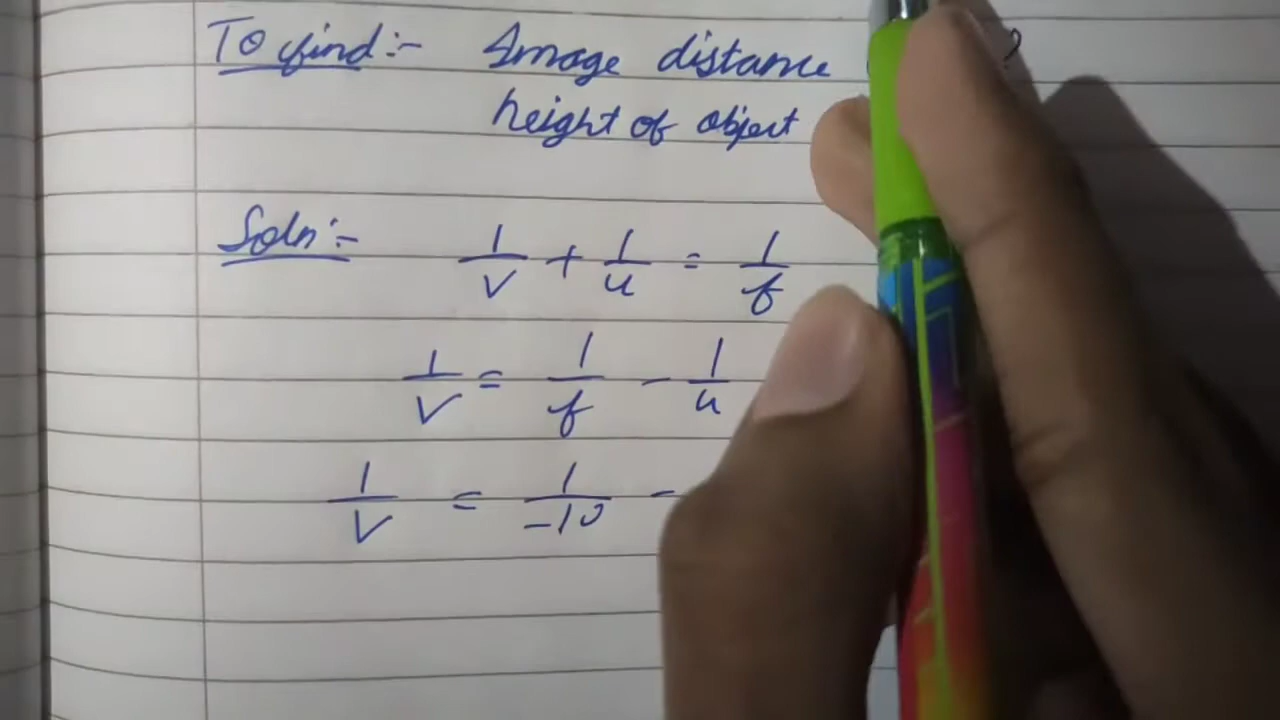 To find:- Image distance ?
height of object
Soln:- 1/v + 1/u = 1/f
1/v = 1/f - 1/u
1/v = 1/-10 -